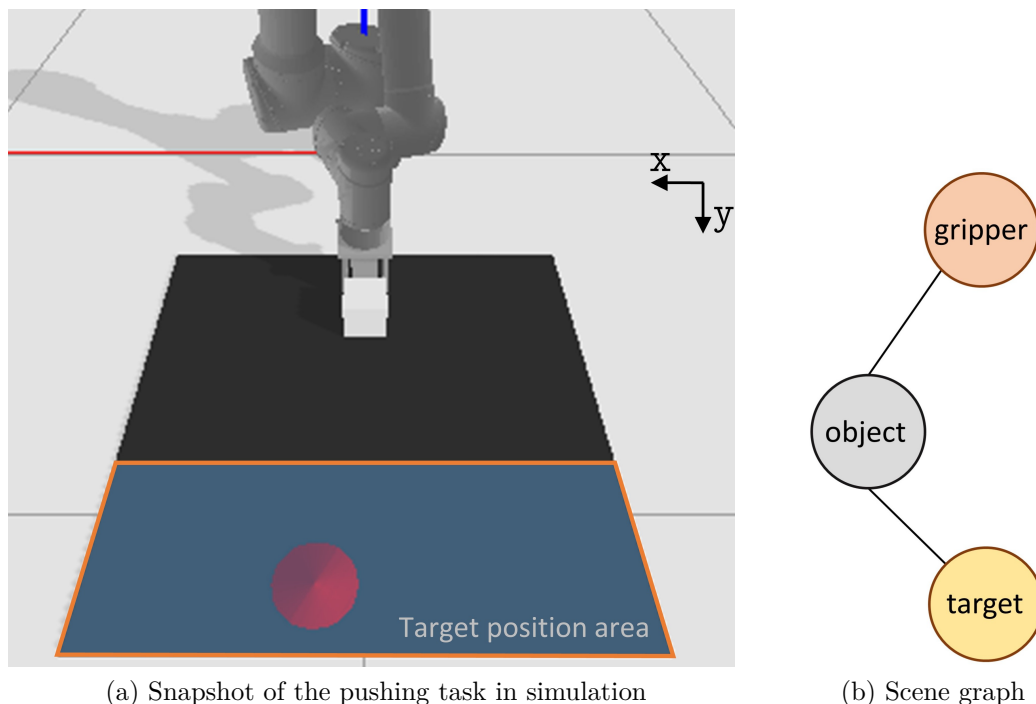 x
y
Target position area
gripper
object
target
(a) Snapshot of the pushing task in simulation
(b) Scene graph